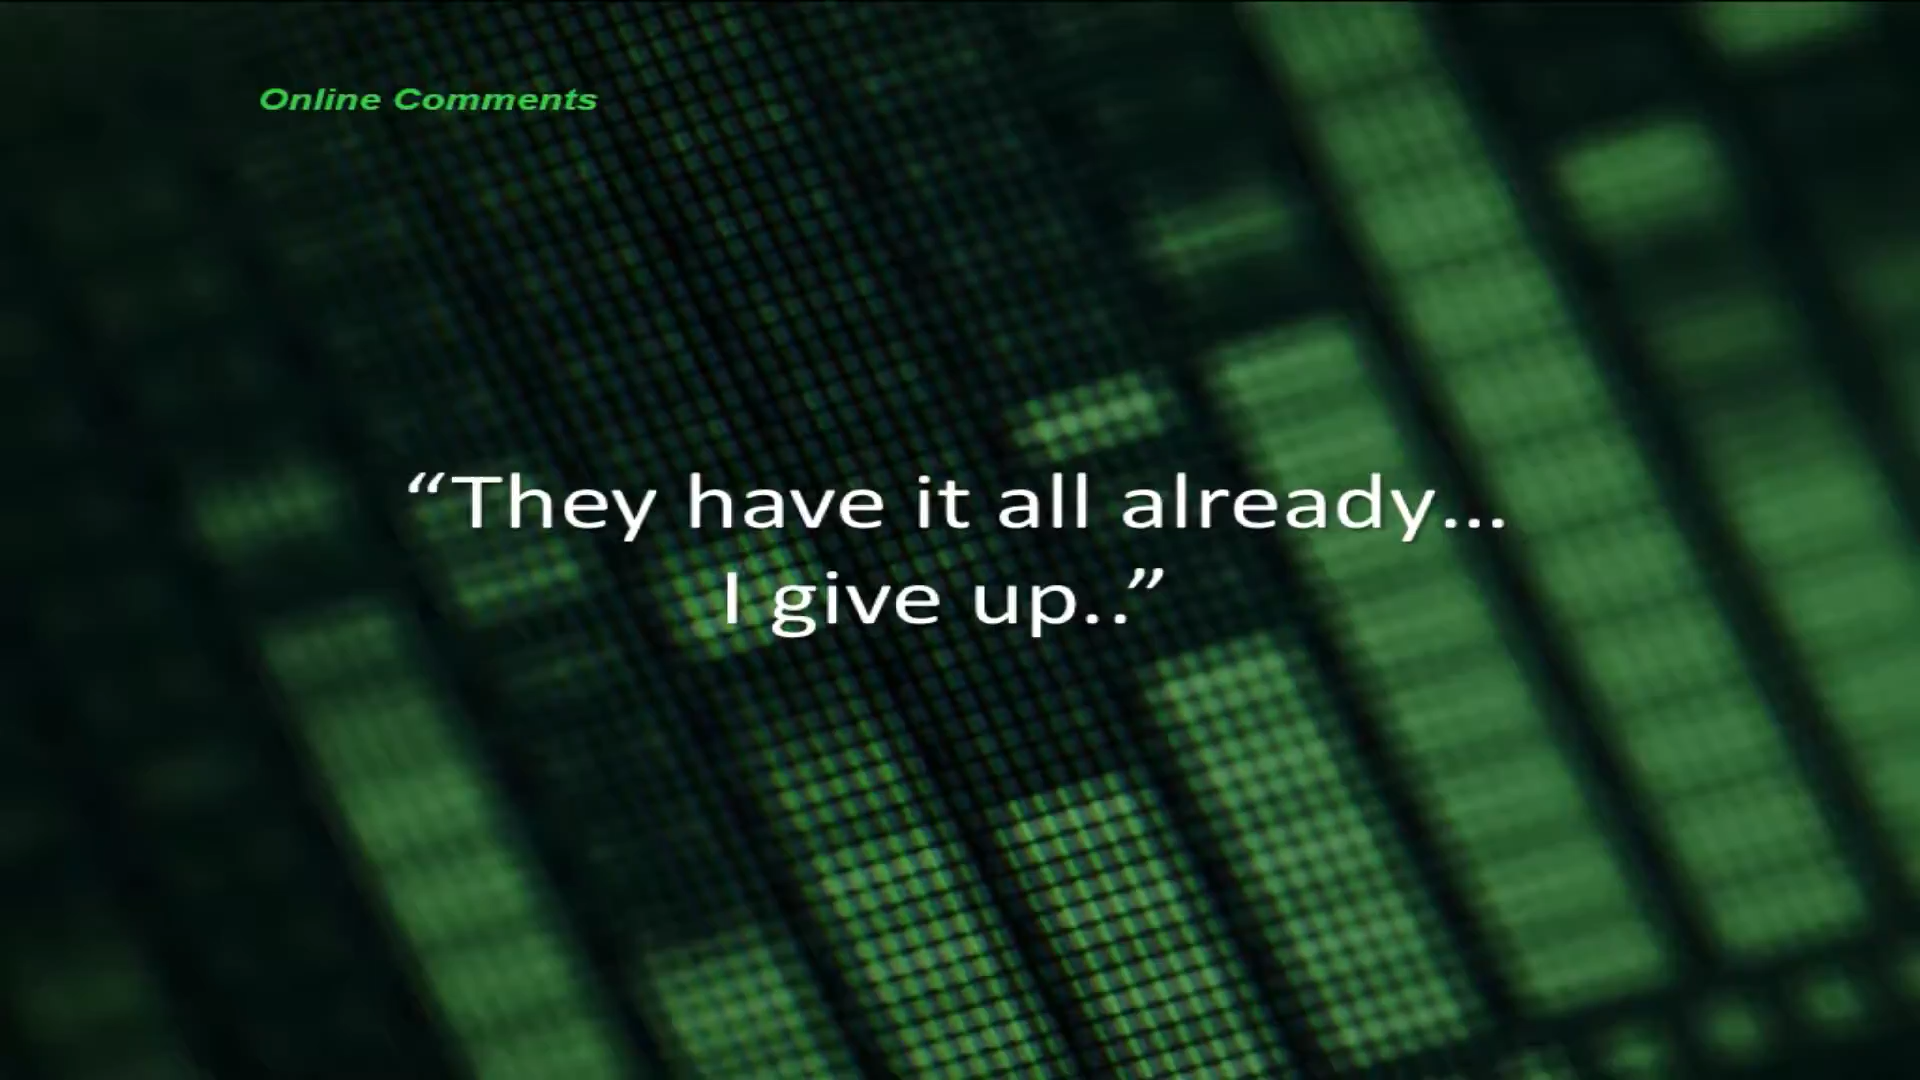 Online Comments
“They have it all already...
I give up..”